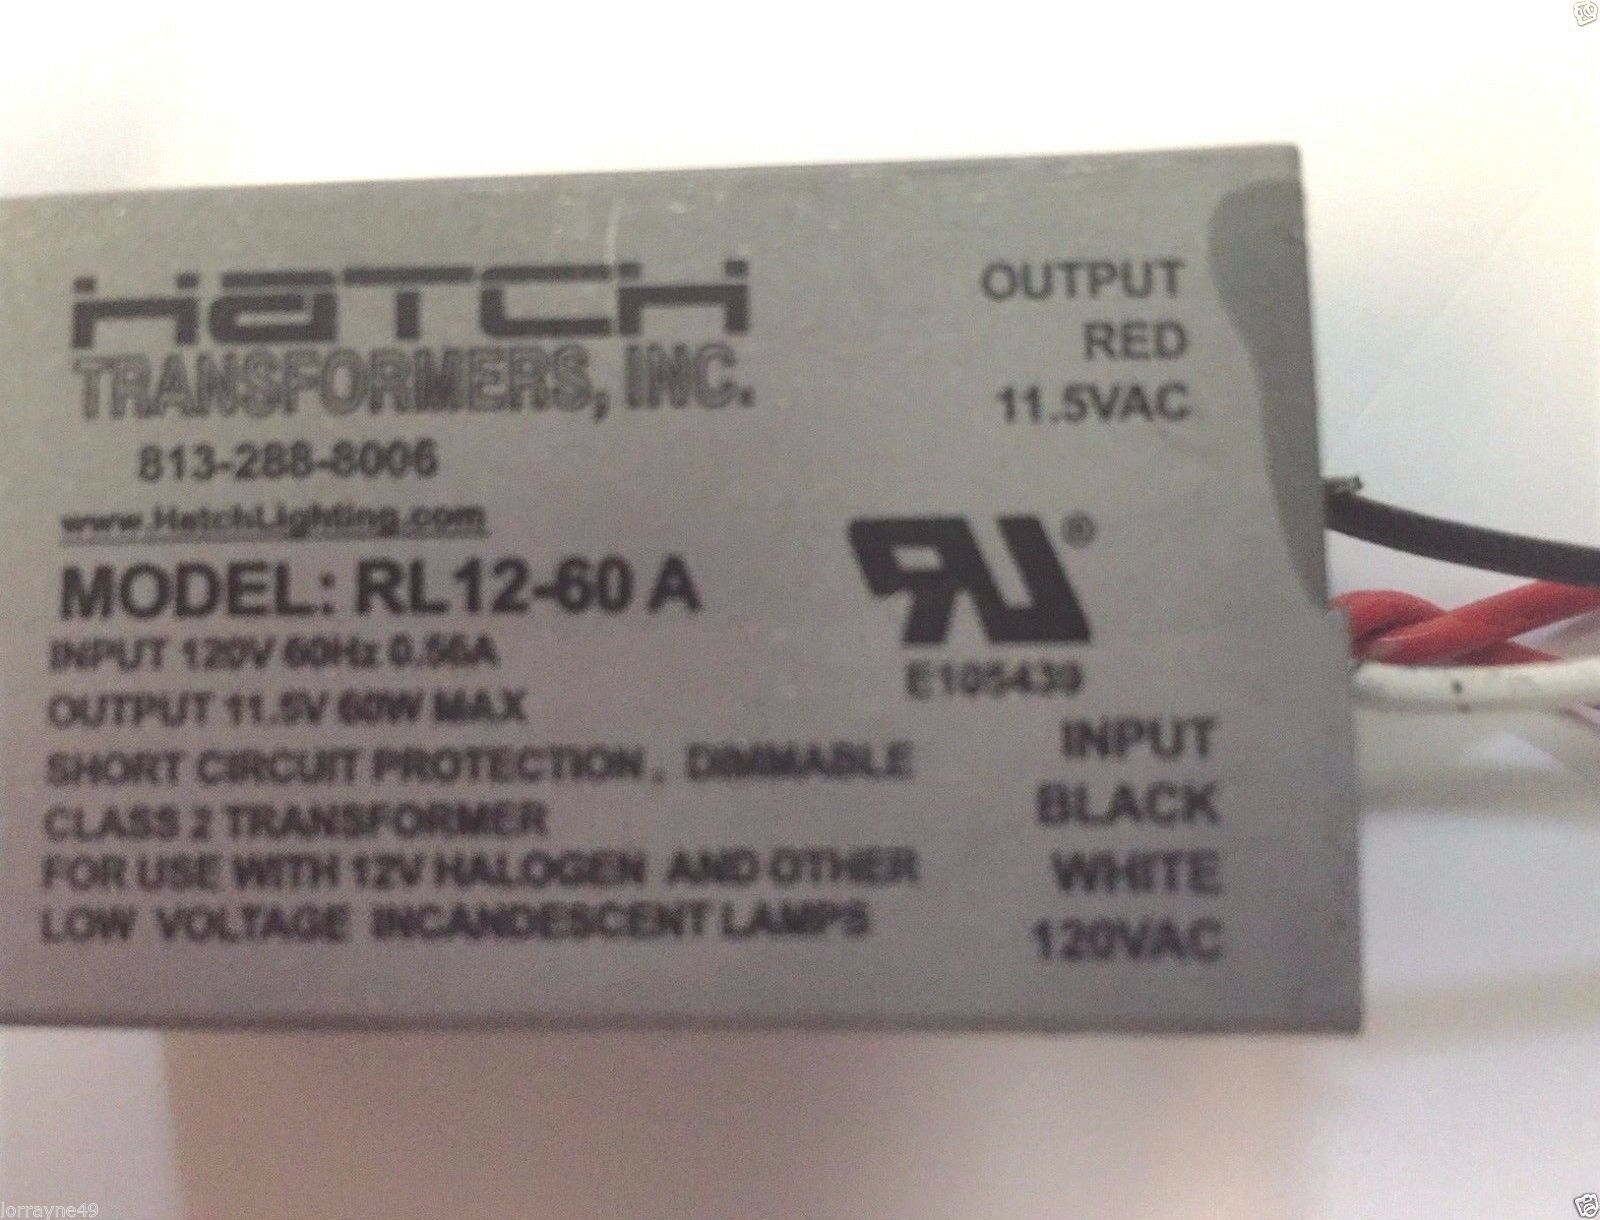 HATCH
TRANSFORMERS, INC.
813-288-8006
www.HatchLighting.com
MODEL: RL12-60 A
INPUT 120V 60Hz 0.56A
OUTPUT 11.5V 60W MAX
SHORT CIRCUIT PROTECTION, DIMMABLE
CLASS 2 TRANSFORMER
FOR USE WITH 12V HALOGEN AND OTHER
LOW VOLTAGE INCANDESCENT LAMPS
OUTPUT
RED
11.5VAC
®
E105439
INPUT
BLACK
WHITE
120VAC
lorrayne49